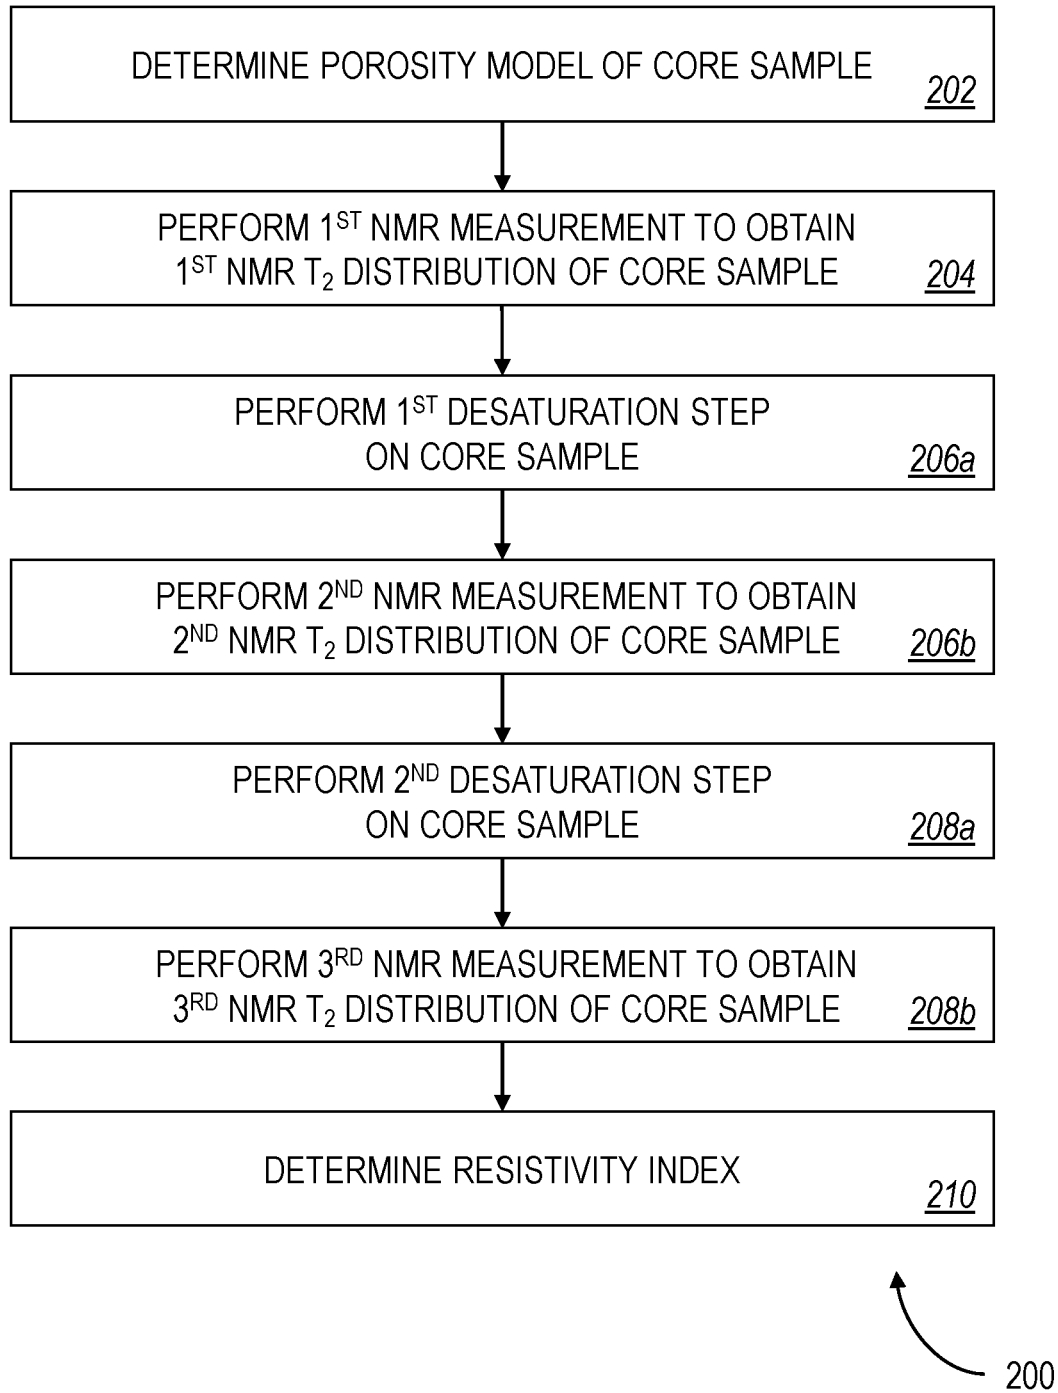 DETERMINE POROSITY MODEL OF CORE SAMPLE
202
PERFORM 1ST NMR MEASUREMENT TO OBTAIN
1ST NMR T2 DISTRIBUTION OF CORE SAMPLE
204
PERFORM 1ST DESATURATION STEP
ON CORE SAMPLE
206a
PERFORM 2ND NMR MEASUREMENT TO OBTAIN
2ND NMR T2 DISTRIBUTION OF CORE SAMPLE
206b
PERFORM 2ND DESATURATION STEP
ON CORE SAMPLE
208a
PERFORM 3RD NMR MEASUREMENT TO OBTAIN
3RD NMR T2 DISTRIBUTION OF CORE SAMPLE
208b
DETERMINE RESISTIVITY INDEX
210
200